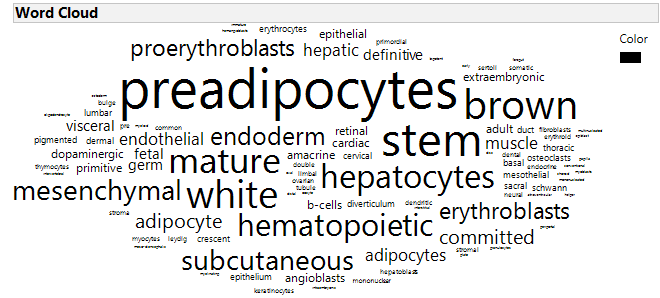 Word Cloud
Color
erythrocytes
epithelial
primordial
proerythroblasts
hepatic
definitive
sertoli
somatic
extraembryonic
preadipocytes
brown
bulge
lumbar
visceral
pre
common
pigmented
dermal
endothelial
endoderm
retinal
cardiac
stem
adult
duct
fibroblasts
erythroid
muscle
thoracic
dopaminergic
fetal
mature
amacrine
cervical
dental
basal
osteoclasts
thymocytes
primitive
germ
double
limbal
ovarian
tubule
hepatocytes
endocrine
mesothelial
mesenchymal
white
sacral
schwann
neural
stroma
b-cells
diverticulum
dendritic
erythroblasts
adipocyte
hematopoietic
committed
myocytes
leydig
crescent
subcutaneous
adipocytes
stromal
hepatoblasts
epithelium
angioblasts
mononuclear
keratinocytes